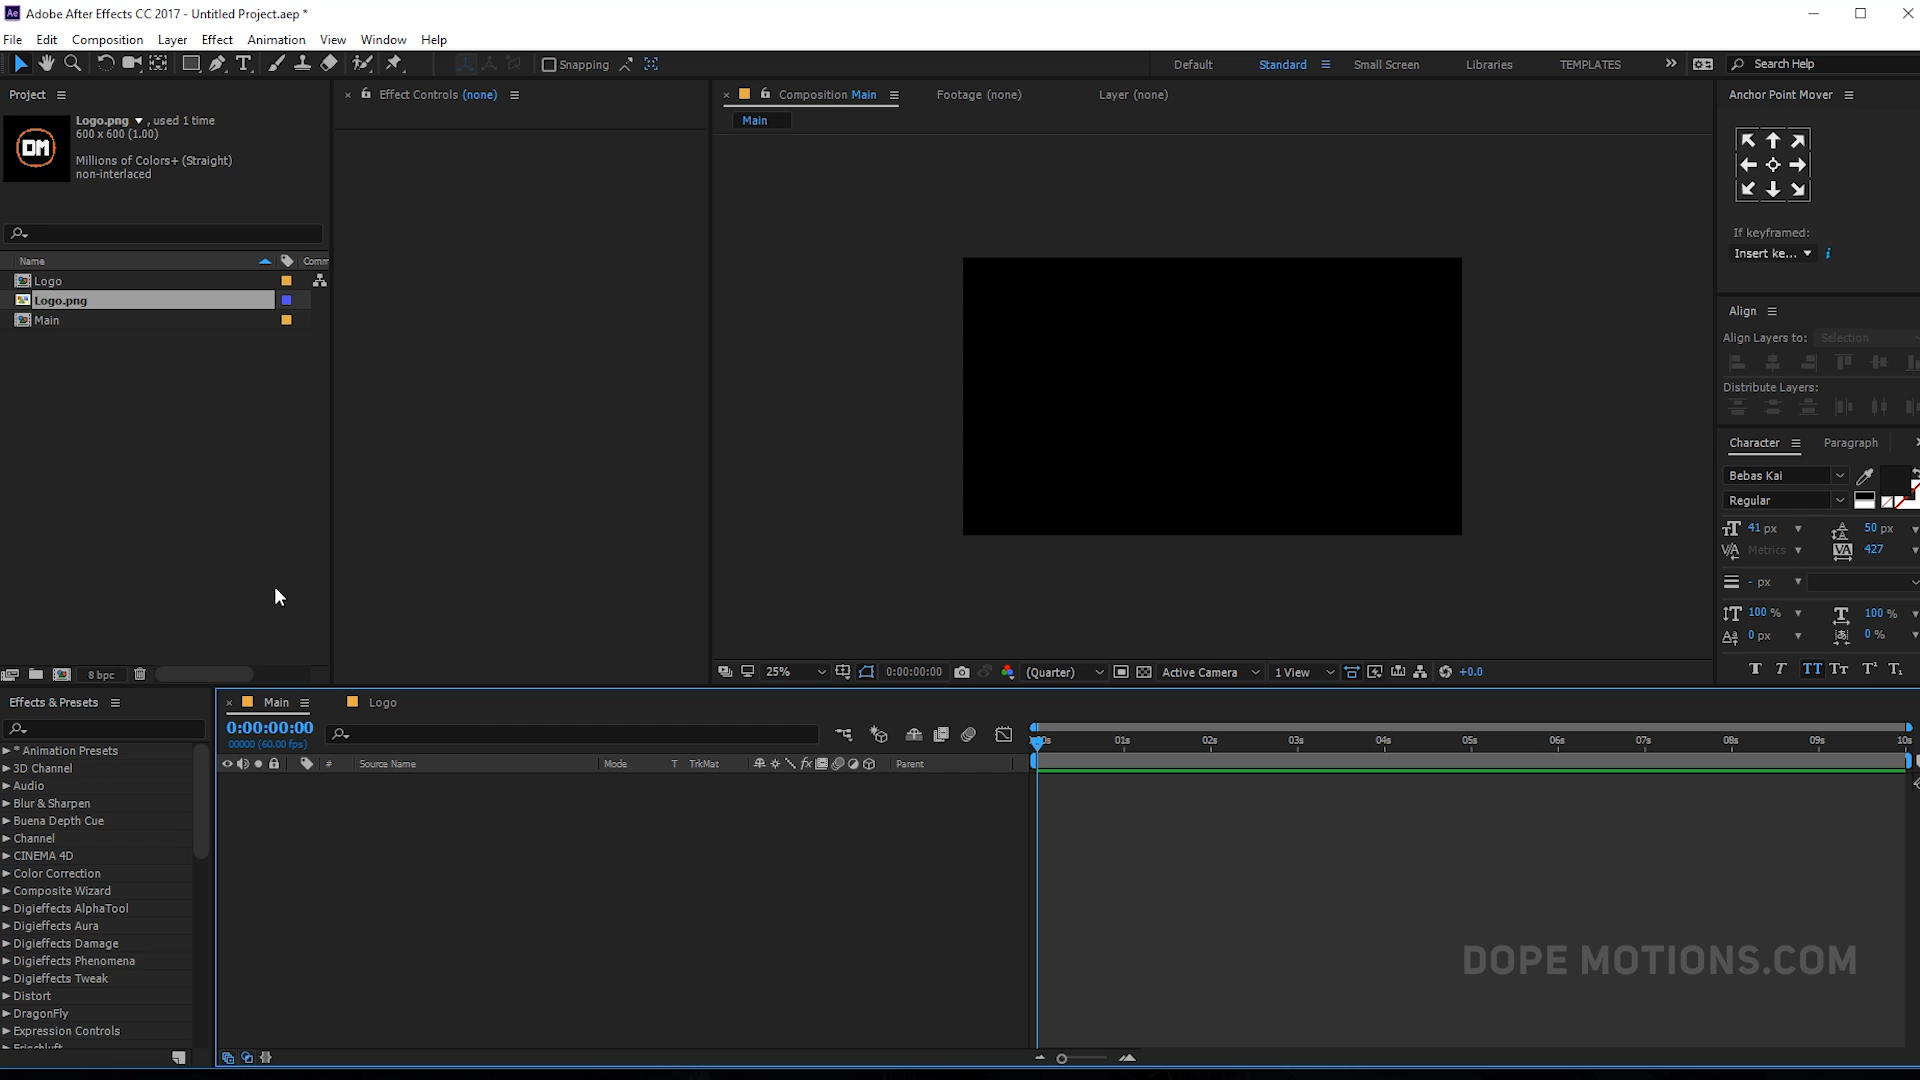 Ae Adobe After Effects CC 2017 - Untitled Project.aep *
File Edit Composition Layer Effect Animation View Window Help
Snapping
Default Standard Small Screen Libraries TEMPLATES Search Help
Project
Logo.png , used 1 time
600 x 600 (1.00)
Millions of Colors+ (Straight)
non-interlaced
DM
Name Comm
Logo
Logo.png
Main
Effect Controls (none)
Composition Main Footage (none) Layer (none)
Main
25% 0:00:00:00 (Quarter) Active Camera 1 View +0.0
Anchor Point Mover
If keyframed:
Insert ke...
Align
Align Layers to: Selection
Distribute Layers:
Character Paragraph
Bebas Kai
Regular
41 px 50 px
Metrics 427
- px
100 % 100 %
0 px 0 %
T T TT Tt T¹ T₁
8 bpc
Effects & Presets
* Animation Presets
3D Channel
Audio
Blur & Sharpen
Buena Depth Cue
Channel
CINEMA 4D
Color Correction
Composite Wizard
Digieffects AlphaTool
Digieffects Aura
Digieffects Damage
Digieffects Phenomena
Digieffects Tweak
Distort
DragonFly
Expression Controls
Main Logo
0:00:00:00
00000 (60.00 fps)
# Source Name Mode T TrkMat fx Parent
01s 02s 03s 04s 05s 06s 07s 08s 09s 10s
DOPE MOTIONS.COM